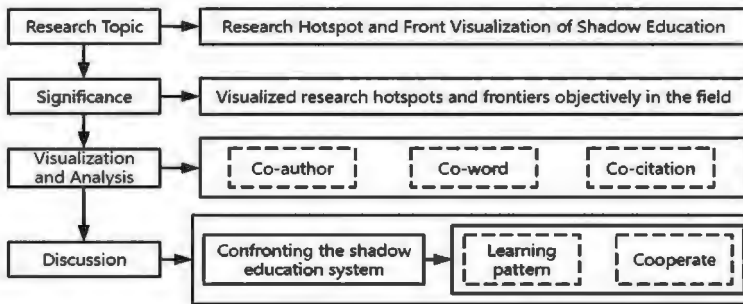 Research Topic
Research Hotspot and Front Visualization of Shadow Education
Significance
Visualized research hotspots and frontiers objectively in the field
Visualization
and Analysis
Co-author
Co-word
Co-citation
Discussion
Confronting the shadow
education system
Learning
pattern
Cooperate